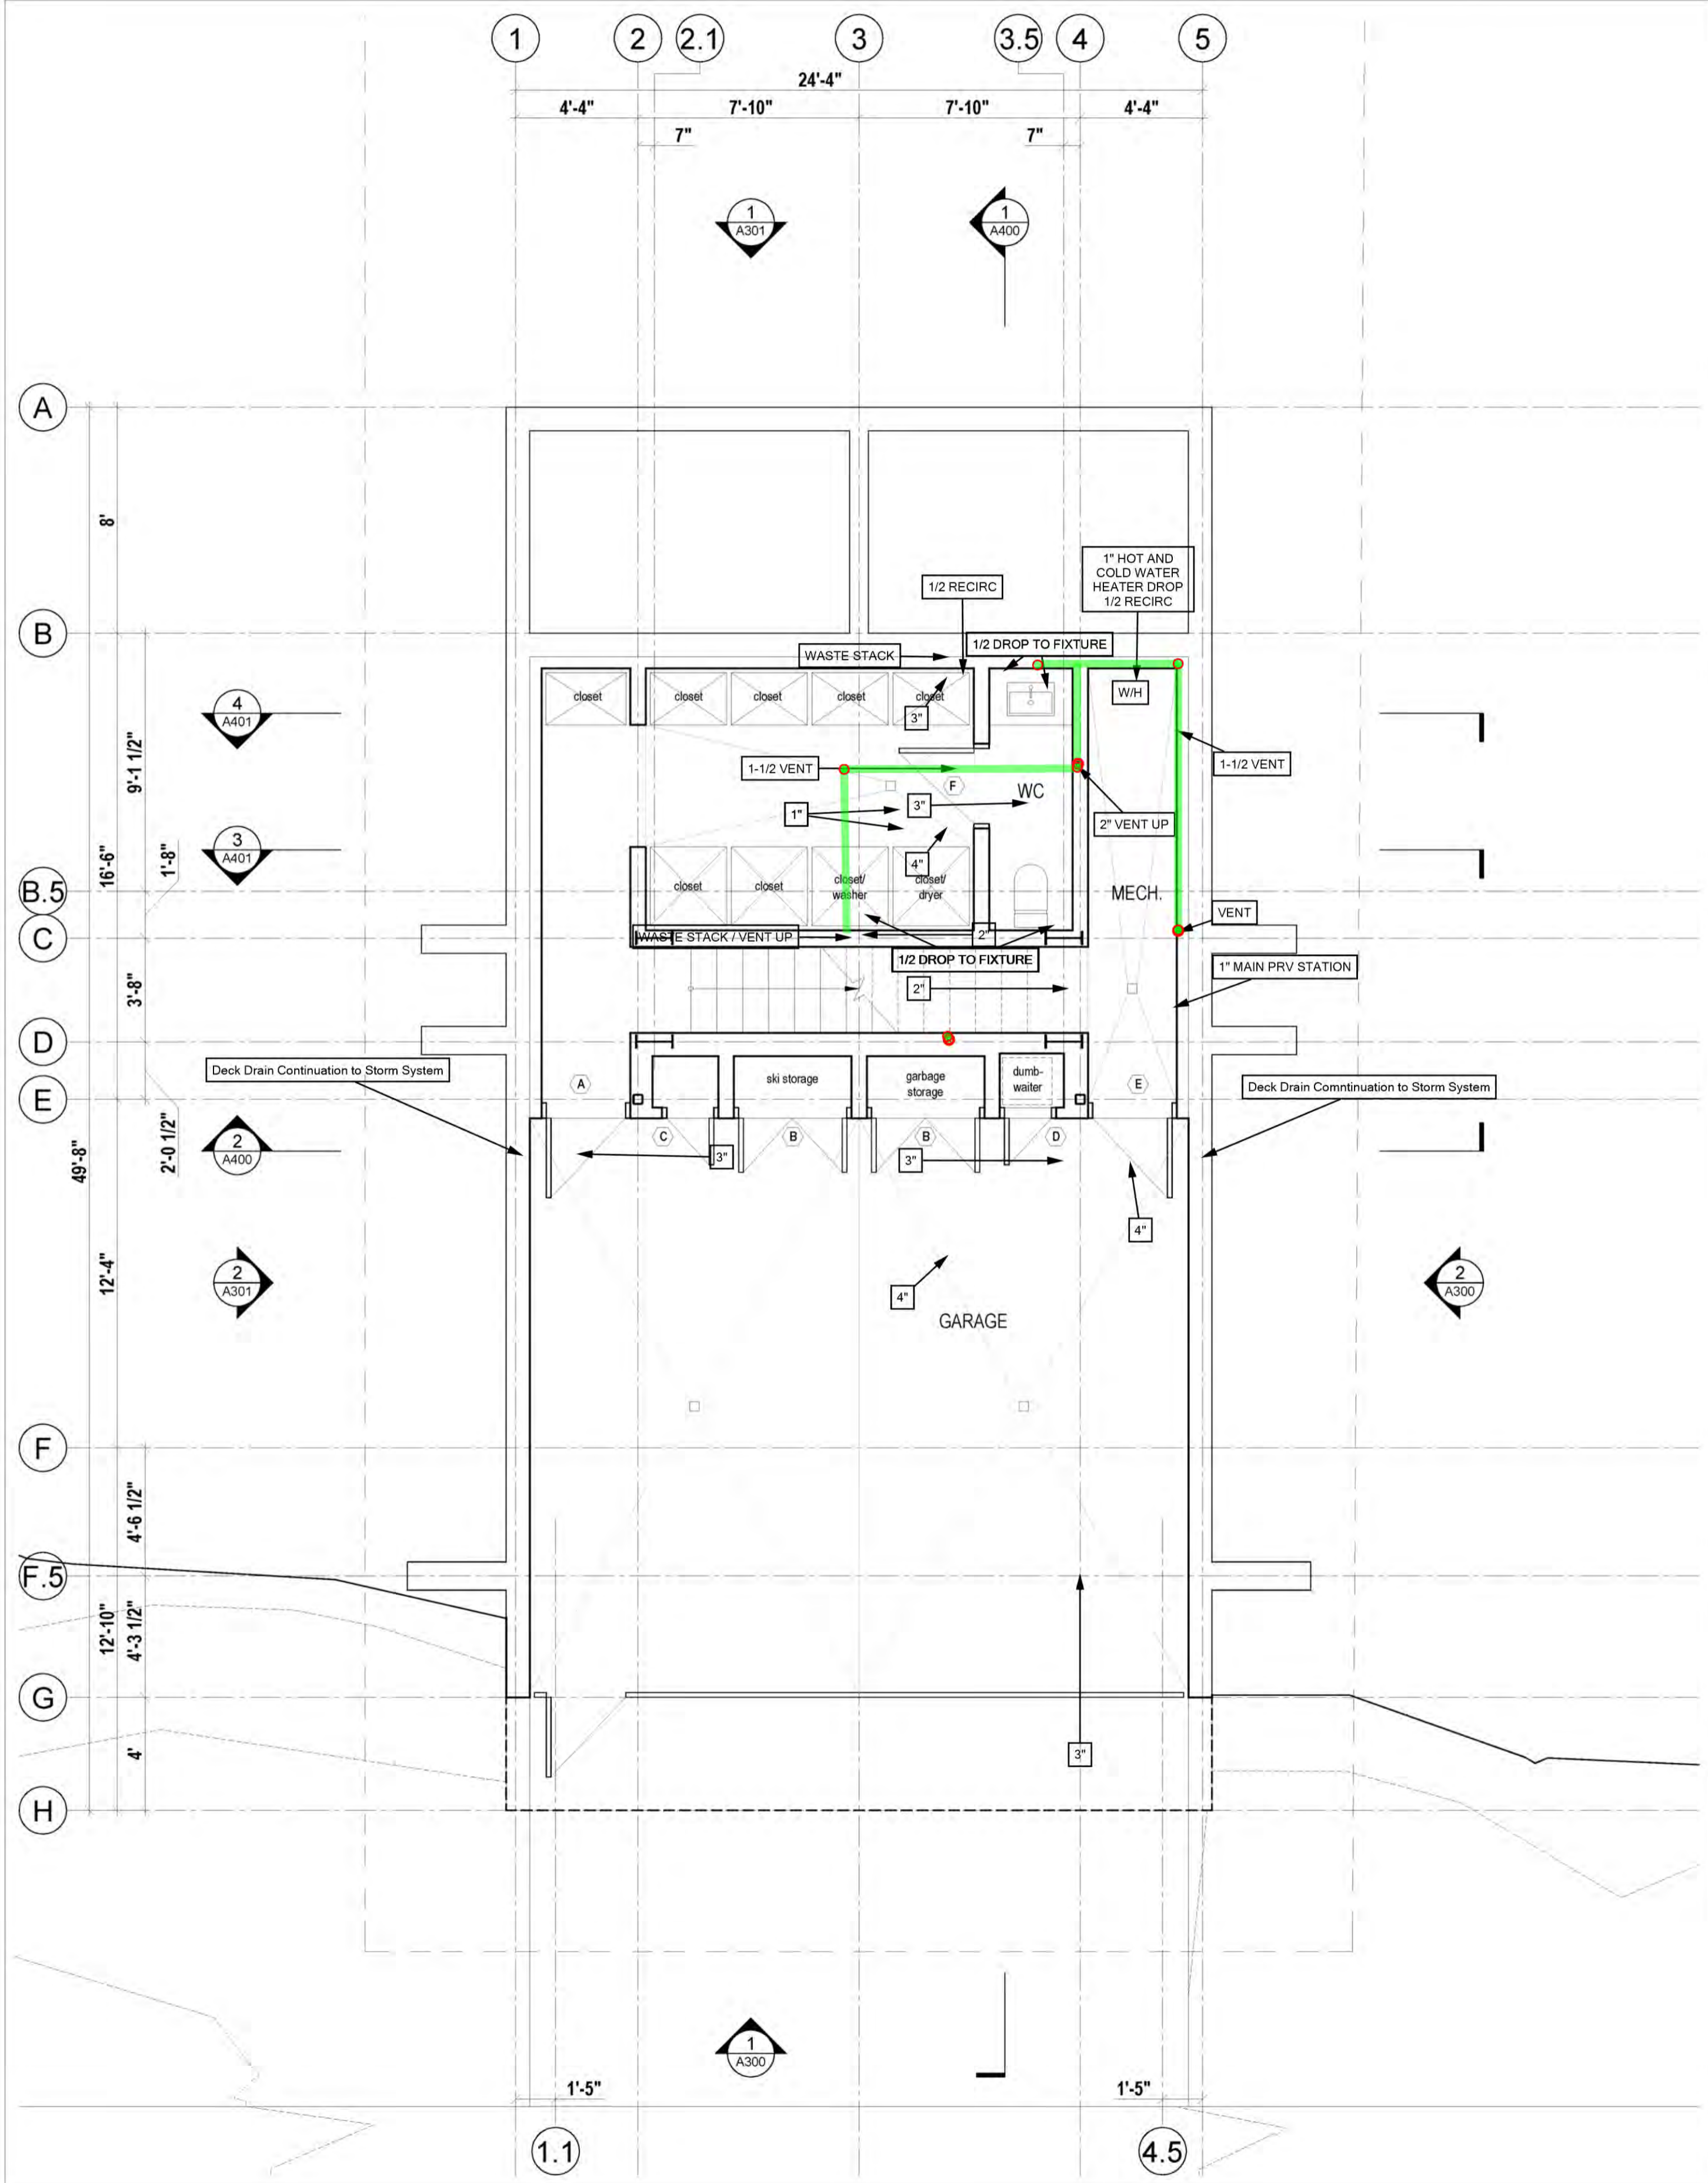 1 2 2.1 3 3.5 4 5
24'-4"
4'-4" 7'-10" 7'-10" 4'-4"
7" 7"
1
A301
1
A400
A
8'
1" HOT AND
COLD WATER
HEATER DROP
1/2 RECIRC
1/2 RECIRC
B
1/2 DROP TO FIXTURE
WASTE STACK
W/H
closet closet closet closet closet
4
A401
3"
9'-1 1/2"
1-1/2 VENT
1-1/2 VENT
F
WC
3"
1"
2" VENT UP
3
A401
1'-8"
16'-6"
4"
B.5
closet closet closet/
washer
closet/
dryer
MECH.
VENT
C
WASTE STACK / VENT UP
2"
1/2 DROP TO FIXTURE
1" MAIN PRV STATION
3'-8"
2"
D
Deck Drain Continuation to Storm System
ski storage
garbage
storage
dumb-
waiter
A
E
Deck Drain Comntinuation to Storm System
E
C B B D
2
A400
2'-0 1/2"
49'-8"
3" 3"
4"
12'-4"
2
A301
2
A300
4"
GARAGE
F
4'-6 1/2"
F.5
12'-10"
4'-3 1/2"
G
4'
3"
H
1
A300
1'-5" 1'-5"
1.1 4.5